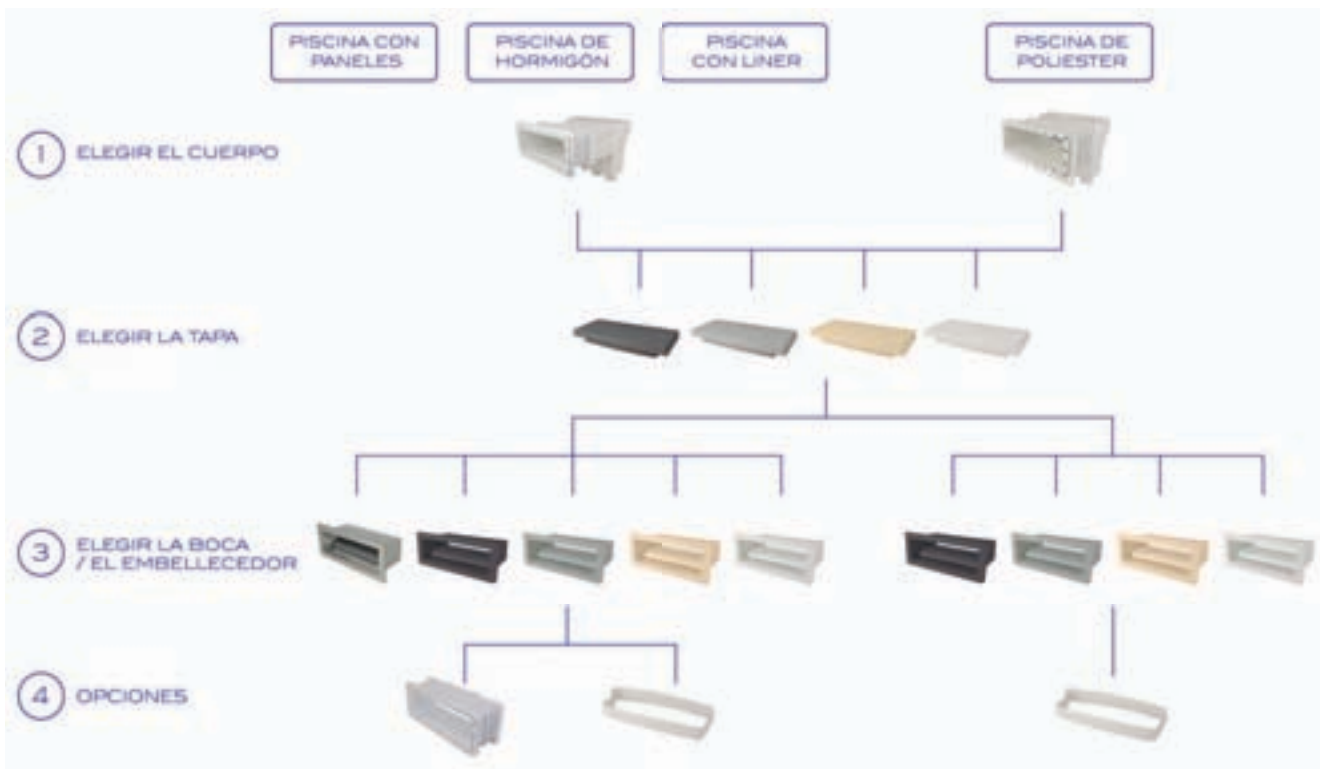 PISCINA CON
PANELES
PISCINA DE
HORMIGÓN
PISCINA
CON LINER
PISCINA DE
POLIESTER
1 ELEGIR EL CUERPO
2 ELEGIR LA TAPA
3 ELEGIR LA BOCA
/ EL EMBELLECEDOR
4 OPCIONES